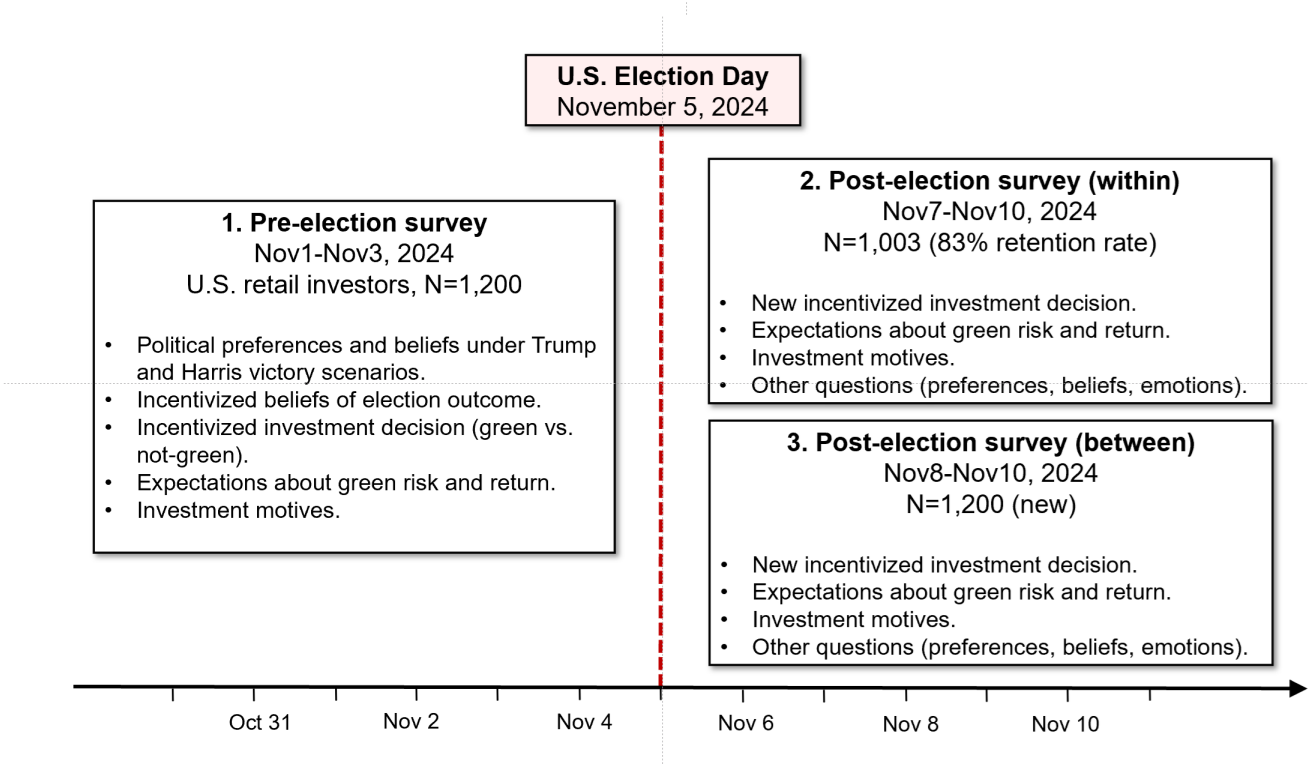 U.S. Election Day
November 5, 2024
1. Pre-election survey
Nov1-Nov3, 2024
U.S. retail investors, N=1,200
• Political preferences and beliefs under Trump
and Harris victory scenarios.
• Incentivized beliefs of election outcome.
• Incentivized investment decision (green vs.
not-green).
• Expectations about green risk and return.
• Investment motives.
2. Post-election survey (within)
Nov7-Nov10, 2024
N=1,003 (83% retention rate)
• New incentivized investment decision.
• Expectations about green risk and return.
• Investment motives.
• Other questions (preferences, beliefs, emotions).
3. Post-election survey (between)
Nov8-Nov10, 2024
N=1,200 (new)
• New incentivized investment decision.
• Expectations about green risk and return.
• Investment motives.
• Other questions (preferences, beliefs, emotions).
Oct 31 Nov 2 Nov 4 Nov 6 Nov 8 Nov 10